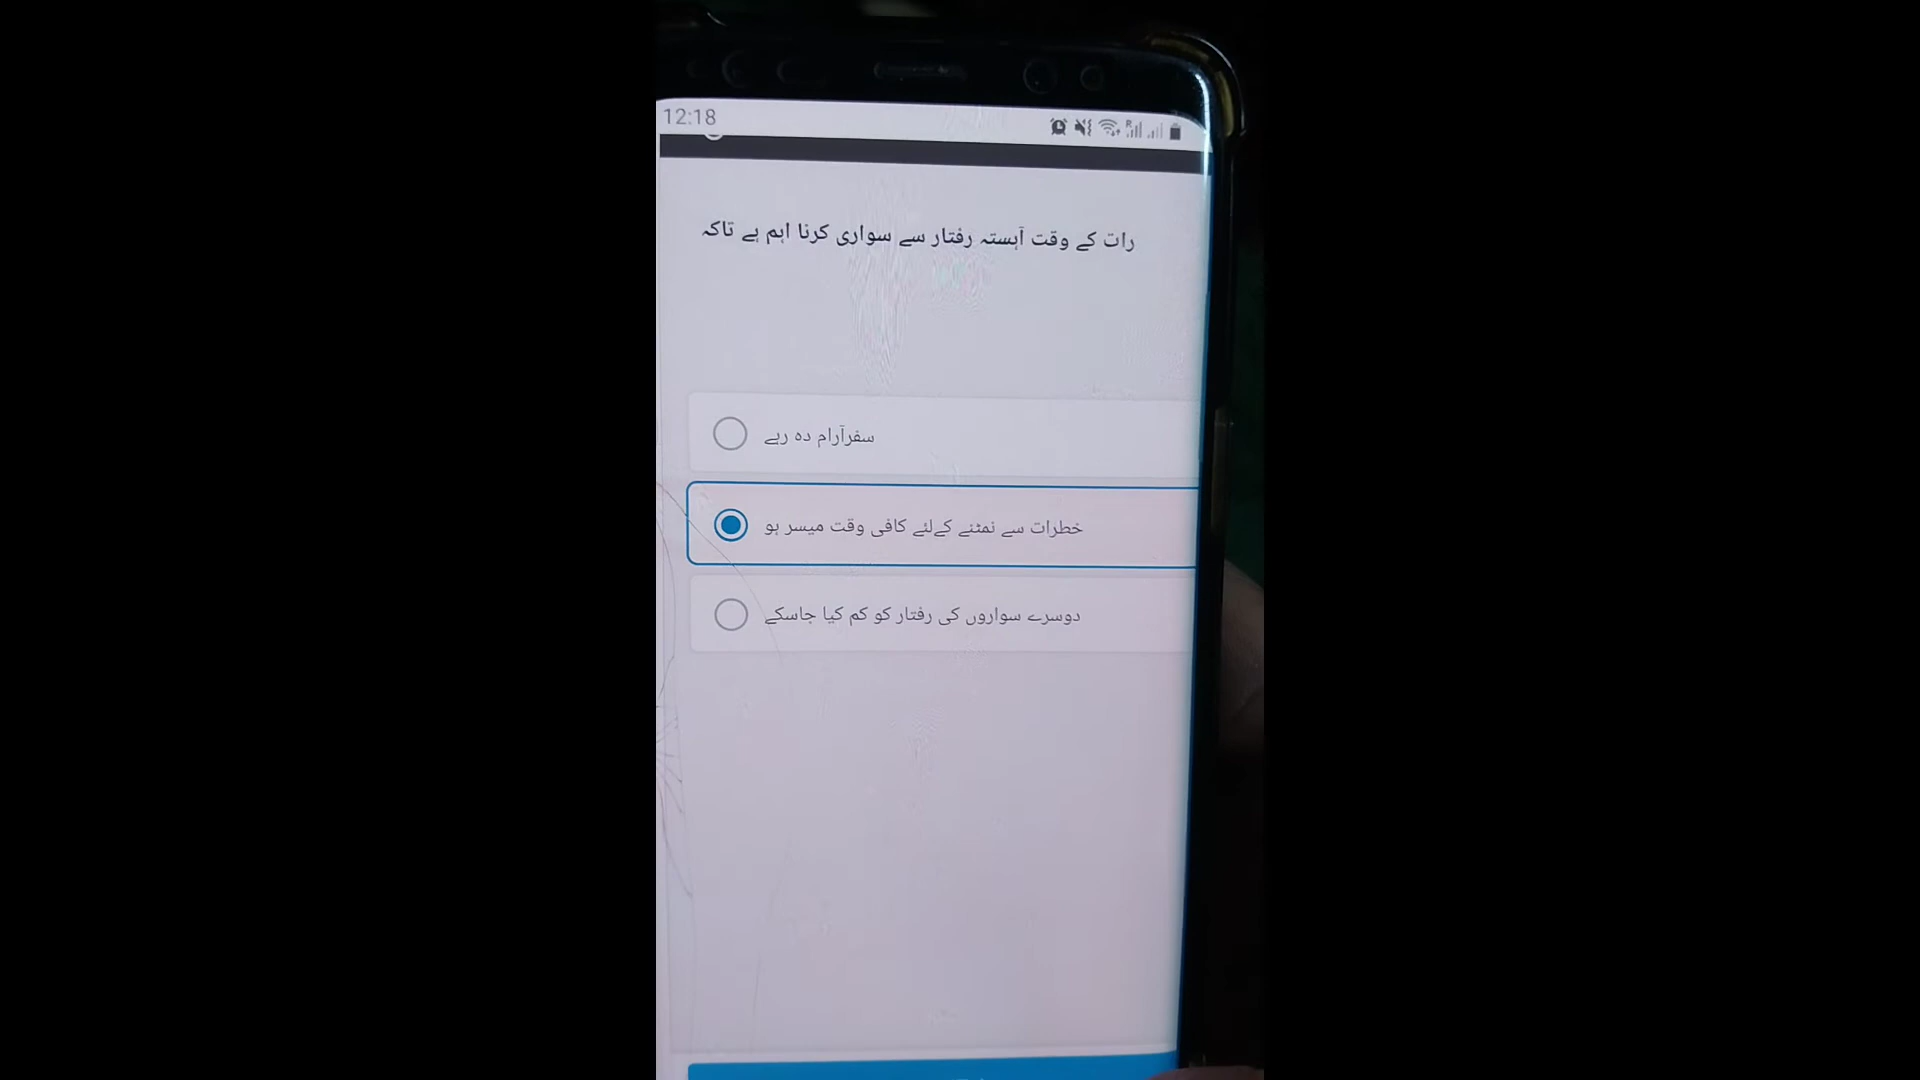 12:18
رات کے وقت آہستہ رفتار سے سواری کرنا اہم ہے تاکہ
سفرآرام دہ رہے
خطرات سے نمٹنے کےلئے کافی وقت میسر ہو
دوسرے سواروں کی رفتار کو کم کیا جاسکے